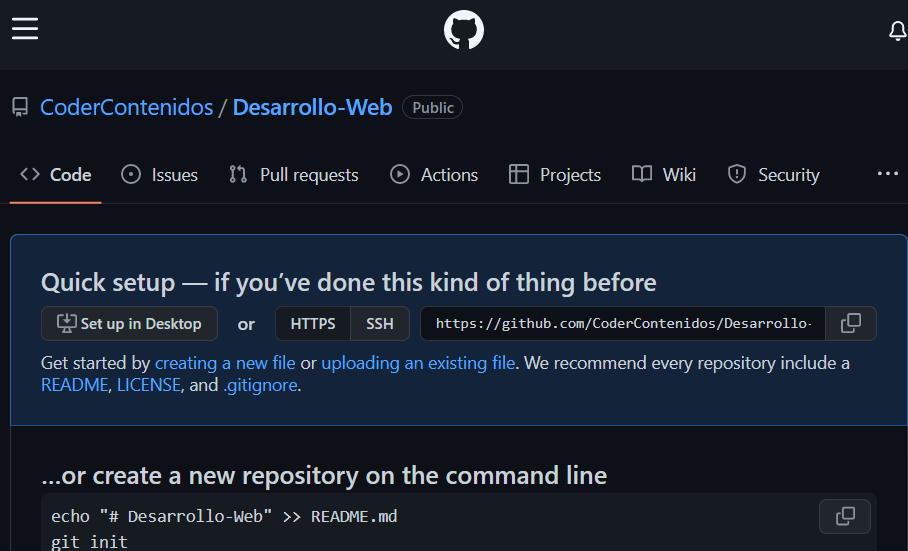 CoderContenidos / Desarrollo-Web Public
Code Issues Pull requests Actions Projects Wiki Security ...
Quick setup — if you’ve done this kind of thing before
Set up in Desktop or HTTPS SSH https://github.com/CoderContenidos/Desarrollo-
Get started by creating a new file or uploading an existing file. We recommend every repository include a
README, LICENSE, and .gitignore.
…or create a new repository on the command line
echo "# Desarrollo-Web" >> README.md
git init